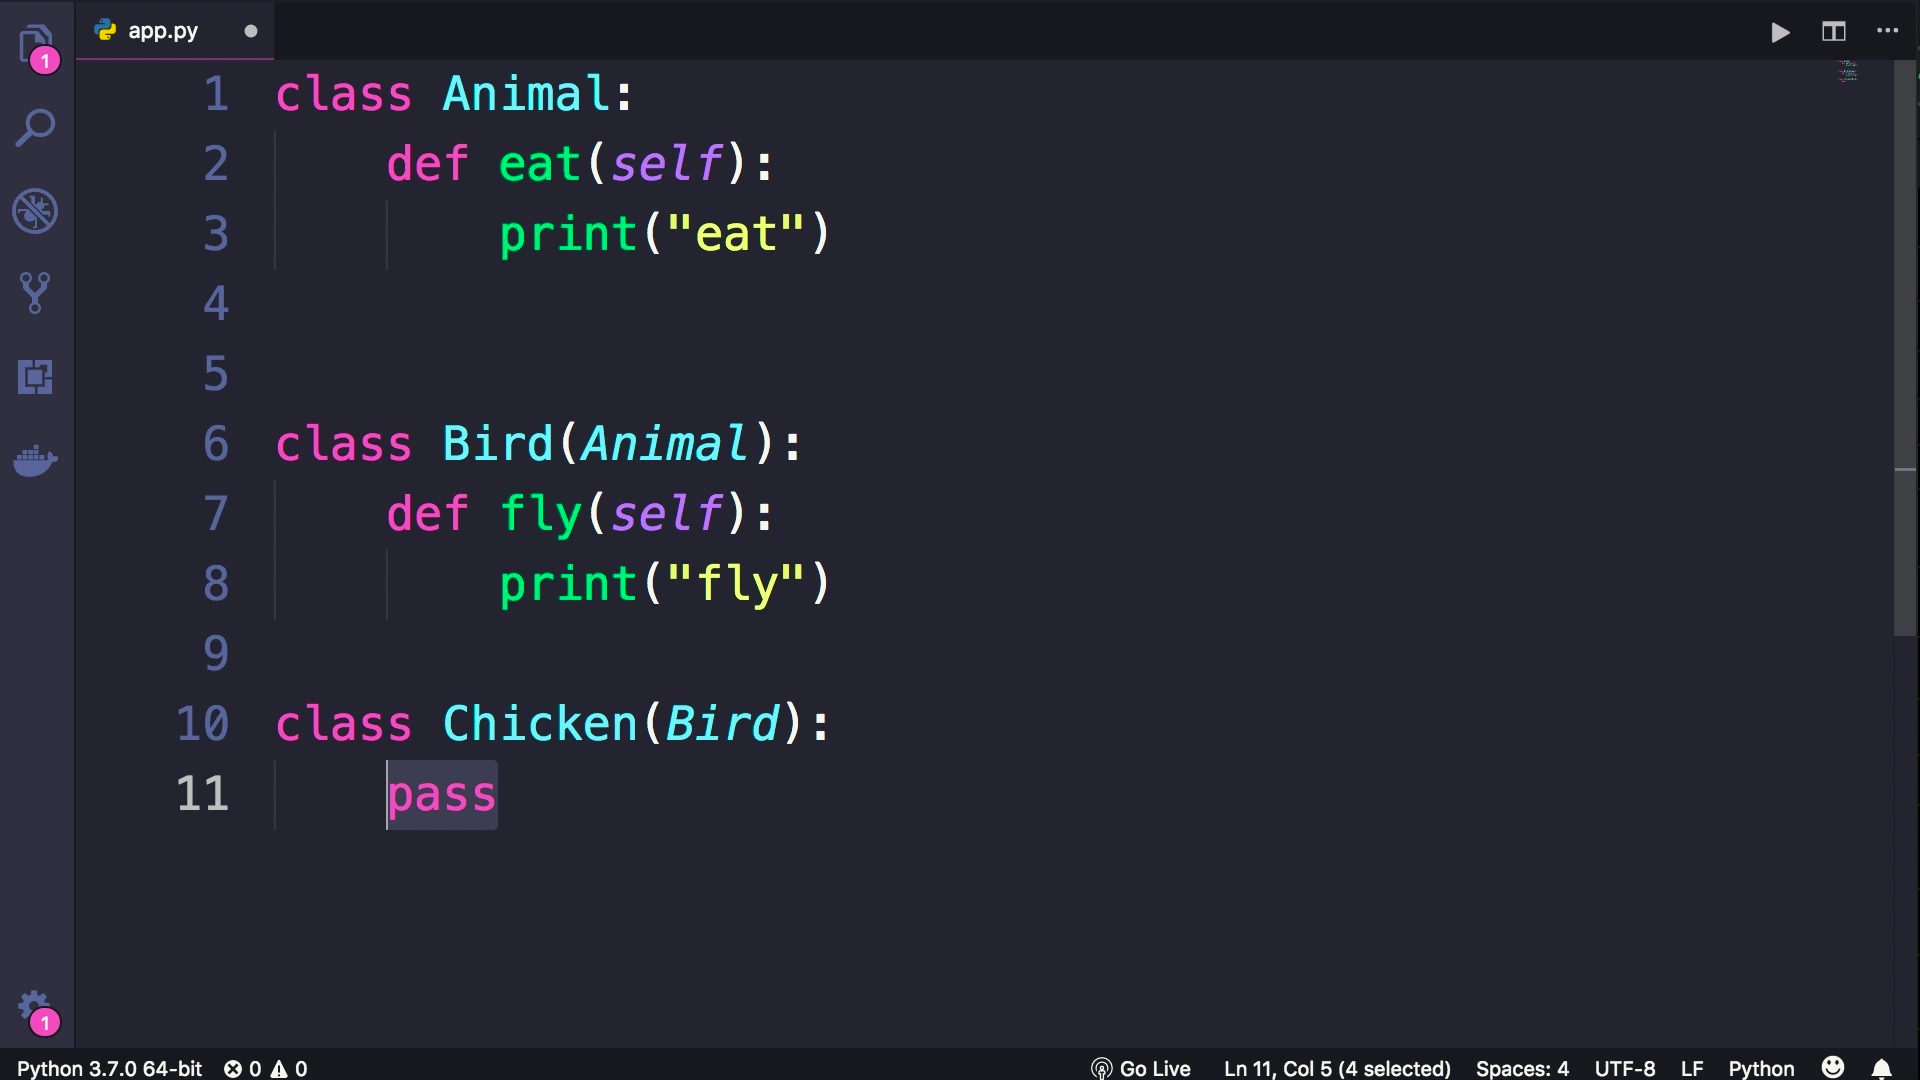 app.py
1
1 class Animal:
2 def eat(self):
3 print("eat")
4
5
6 class Bird(Animal):
7 def fly(self):
8 print("fly")
9
10 class Chicken(Bird):
11 pass
1
Python 3.7.0 64-bit 0 0 Go Live Ln 11, Col 5 (4 selected) Spaces: 4 UTF-8 LF Python